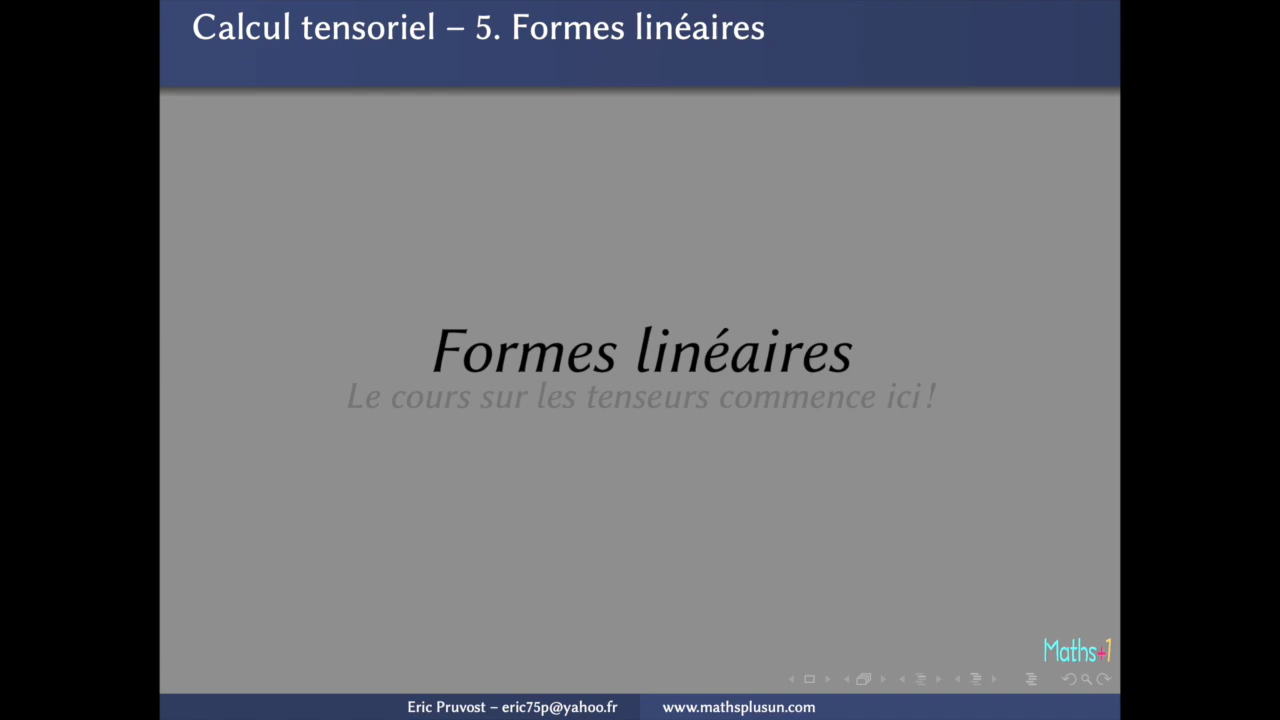 Calcul tensoriel – 5. Formes linéaires
Formes linéaires
Le cours sur les tenseurs commence ici !
Maths+1
Eric Pruvost – eric75p@yahoo.fr www.mathsplusun.com